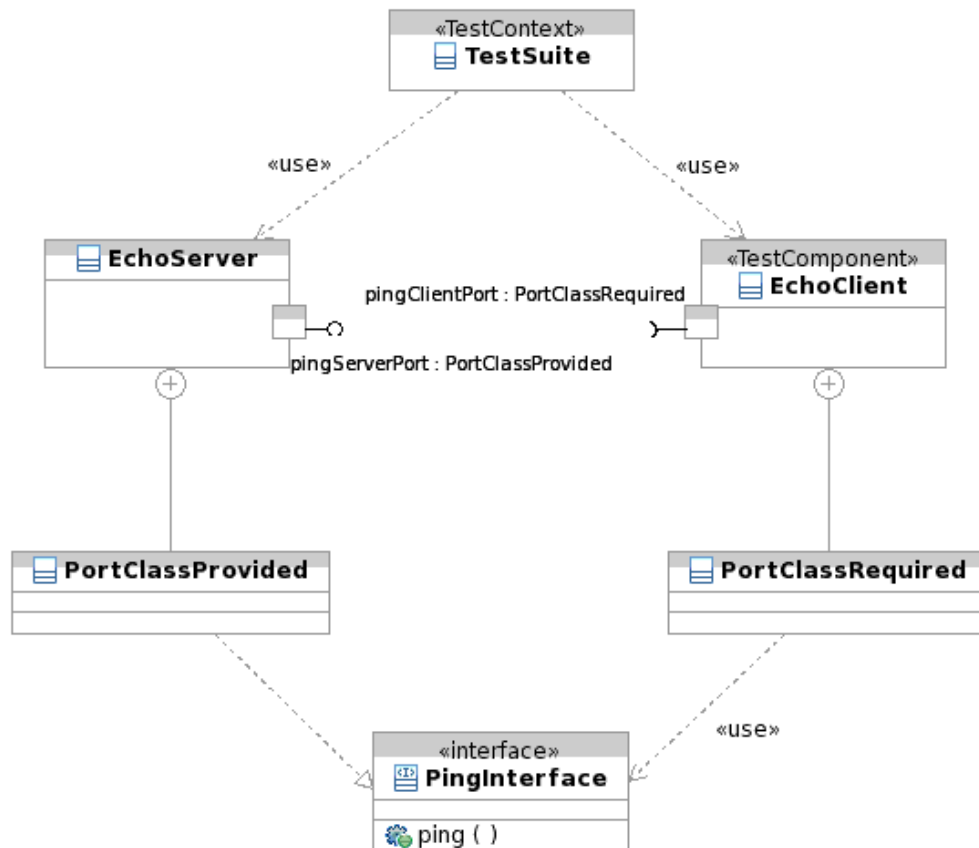 «TestContext»
TestSuite
«use»
«use»
EchoServer
«TestComponent»
EchoClient
pingClientPort : PortClassRequired
pingServerPort : PortClassProvided
PortClassProvided
PortClassRequired
«use»
«interface»
PingInterface
ping ( )